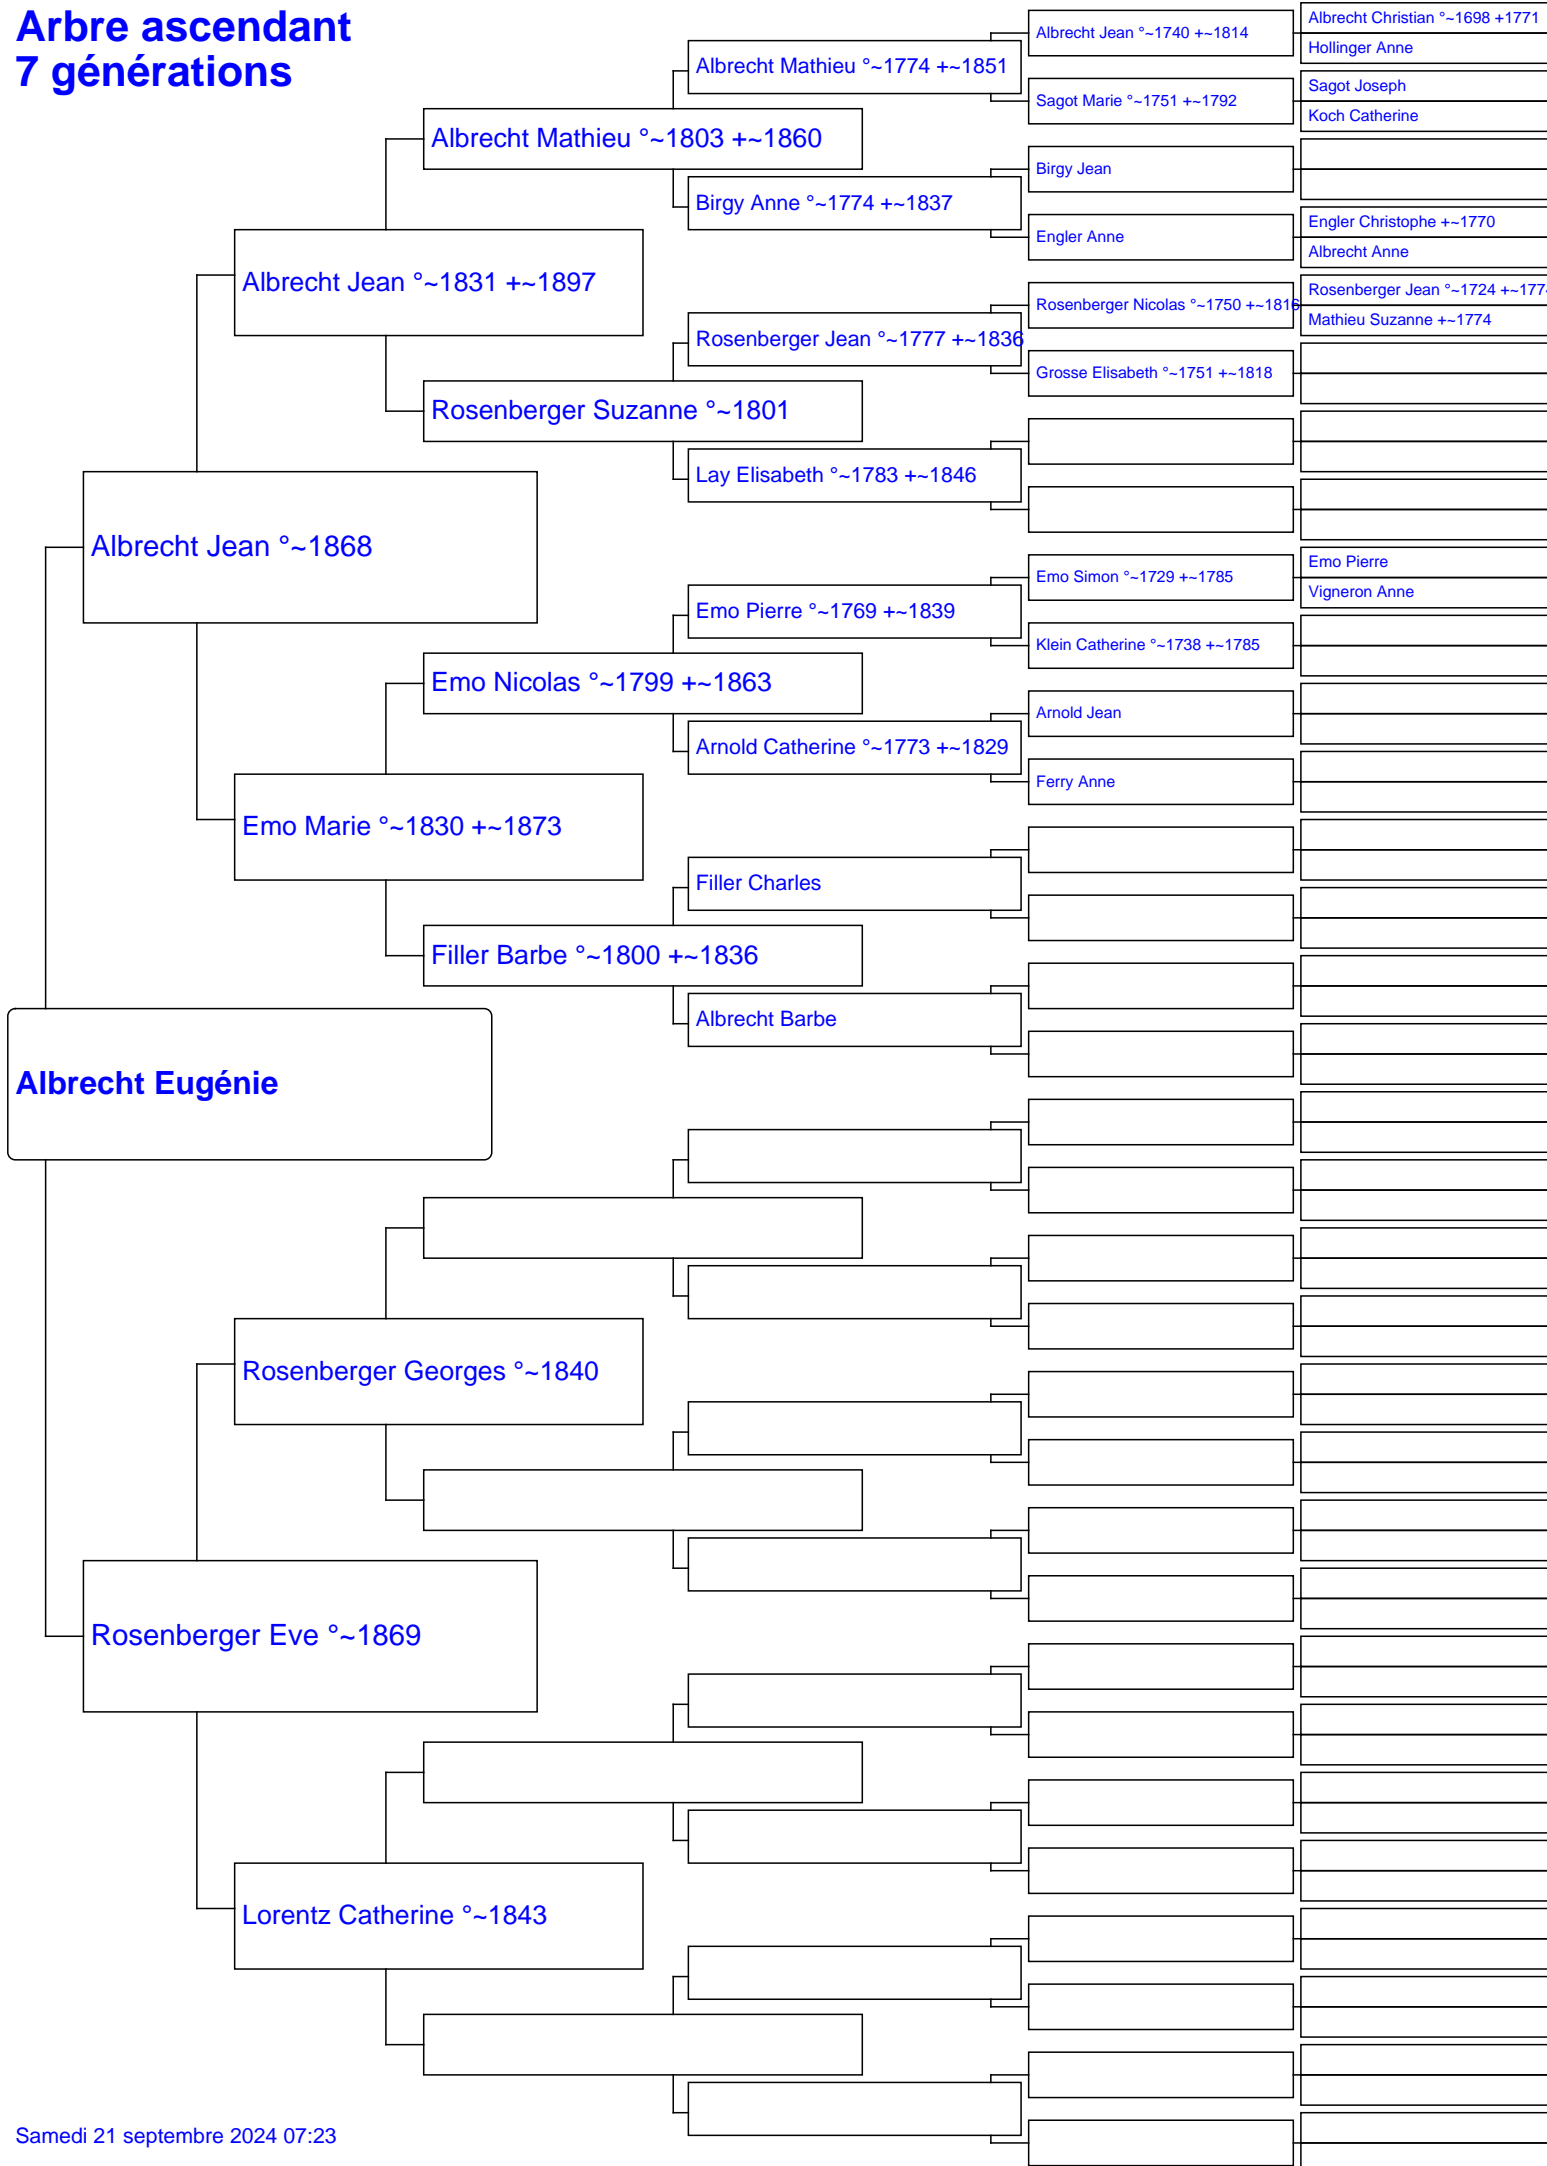 Arbre ascendant
7 générations
Albrecht Christian °~1698 +1771
Albrecht Jean °~1740 +~1814
Hollinger Anne
Albrecht Mathieu °~1774 +~1851
Sagot Joseph
Sagot Marie °~1751 +~1792
Koch Catherine
Albrecht Mathieu °~1803 +~1860
Birgy Jean
Birgy Anne °~1774 +~1837
Engler Christophe +~1770
Engler Anne
Albrecht Anne
Albrecht Jean °~1831 +~1897
Rosenberger Jean °~1724 +~1774
Rosenberger Nicolas °~1750 +~1816
Mathieu Suzanne +~1774
Rosenberger Jean °~1777 +~1836
Grosse Elisabeth °~1751 +~1818
Rosenberger Suzanne °~1801
Lay Elisabeth °~1783 +~1846
Albrecht Jean °~1868
Emo Pierre
Emo Simon °~1729 +~1785
Vigneron Anne
Emo Pierre °~1769 +~1839
Klein Catherine °~1738 +~1785
Emo Nicolas °~1799 +~1863
Arnold Jean
Arnold Catherine °~1773 +~1829
Ferry Anne
Emo Marie °~1830 +~1873
Filler Charles
Filler Barbe °~1800 +~1836
Albrecht Barbe
Albrecht Eugénie
Rosenberger Georges °~1840
Rosenberger Eve °~1869
Lorentz Catherine °~1843
Samedi 21 septembre 2024 07:23